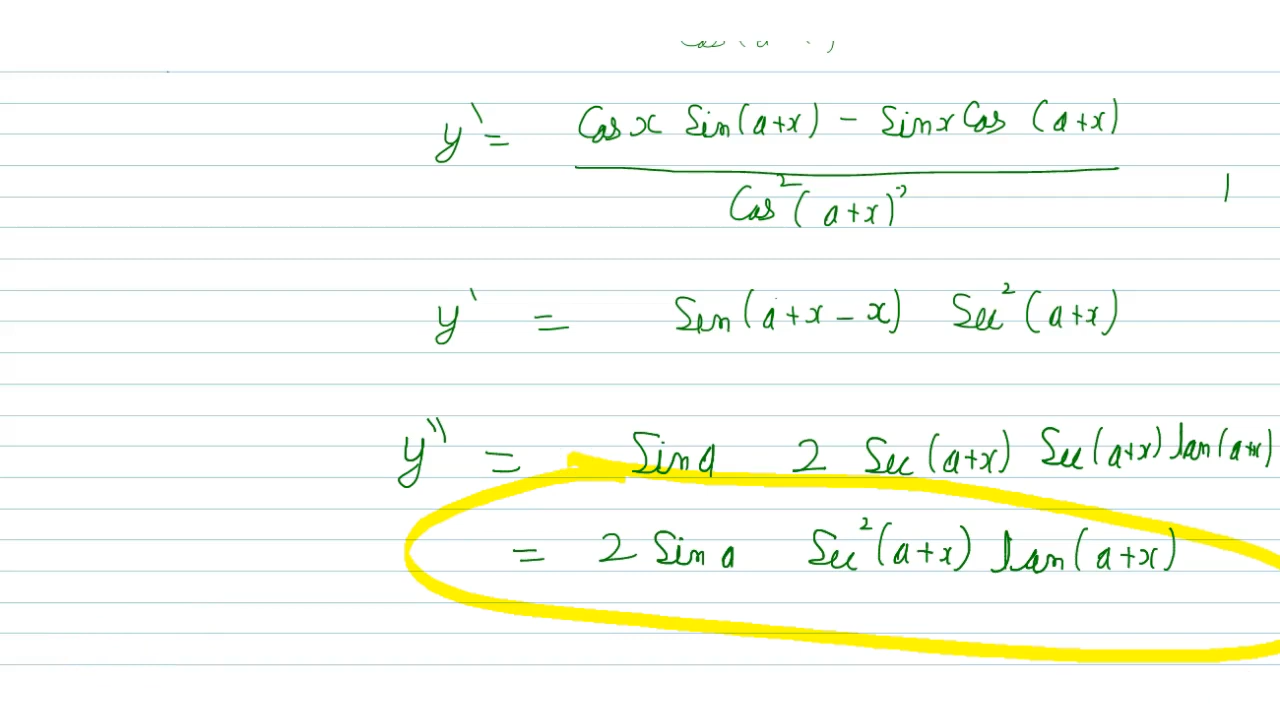 y' = Cos x Sin(a+x) - Sin x Cos (a+x)
Cos²(a+x)²
y' = Sin(a+x-x) Sec²(a+x)
y'' = Sin a 2 Sec(a+x) Sec(a+x) tan(a+x)
= 2 Sin a Sec²(a+x) tan(a+x)